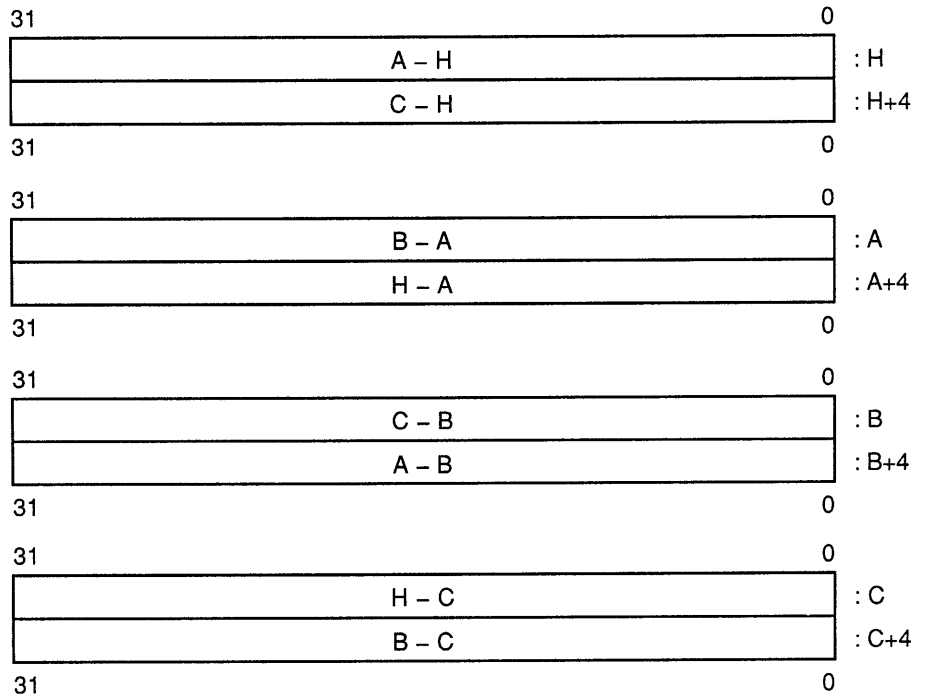 31 0
A – H : H
C – H : H+4
31 0
31 0
B – A : A
H – A : A+4
31 0
31 0
C – B : B
A – B : B+4
31 0
31 0
H – C : C
B – C : C+4
31 0